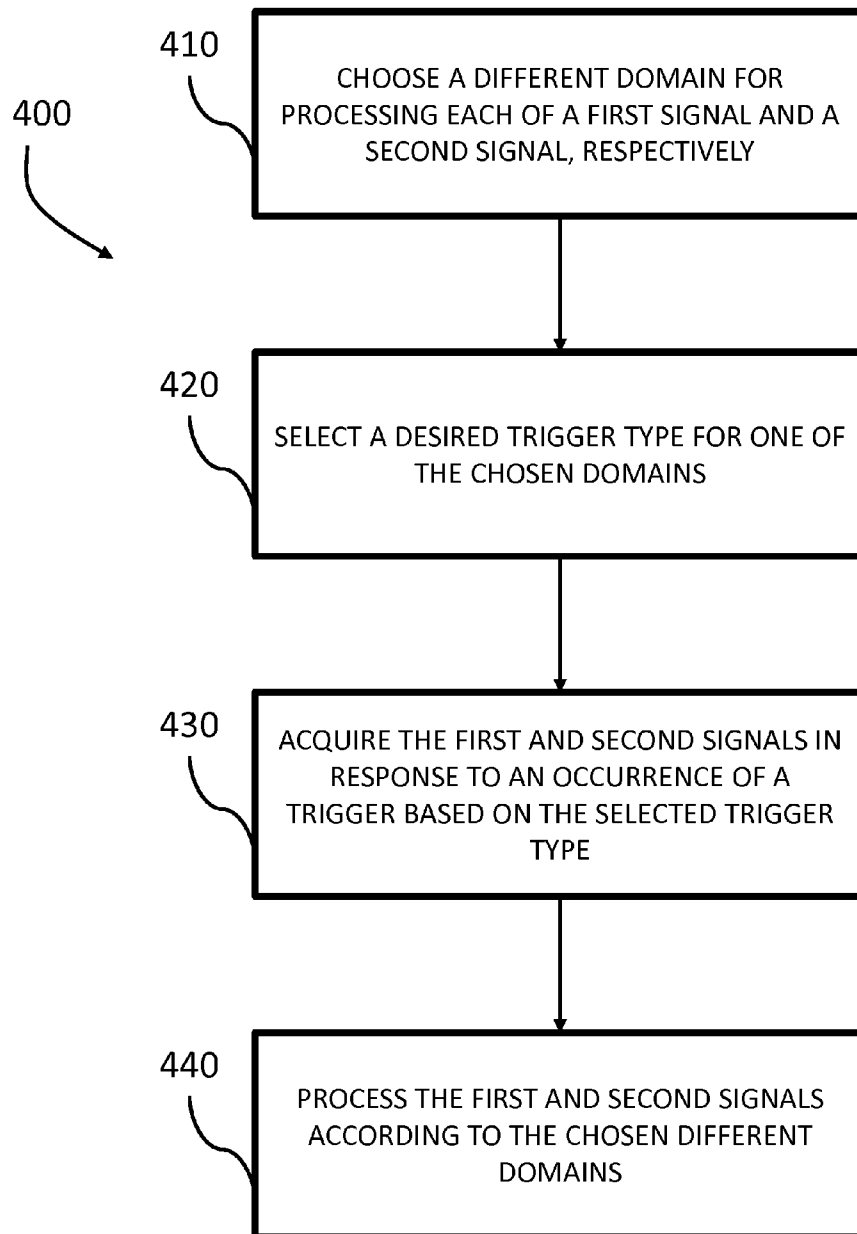 410
CHOOSE A DIFFERENT DOMAIN FOR
PROCESSING EACH OF A FIRST SIGNAL AND A
SECOND SIGNAL, RESPECTIVELY
400
420
SELECT A DESIRED TRIGGER TYPE FOR ONE OF
THE CHOSEN DOMAINS
430
ACQUIRE THE FIRST AND SECOND SIGNALS IN
RESPONSE TO AN OCCURRENCE OF A
TRIGGER BASED ON THE SELECTED TRIGGER
TYPE
440
PROCESS THE FIRST AND SECOND SIGNALS
ACCORDING TO THE CHOSEN DIFFERENT
DOMAINS